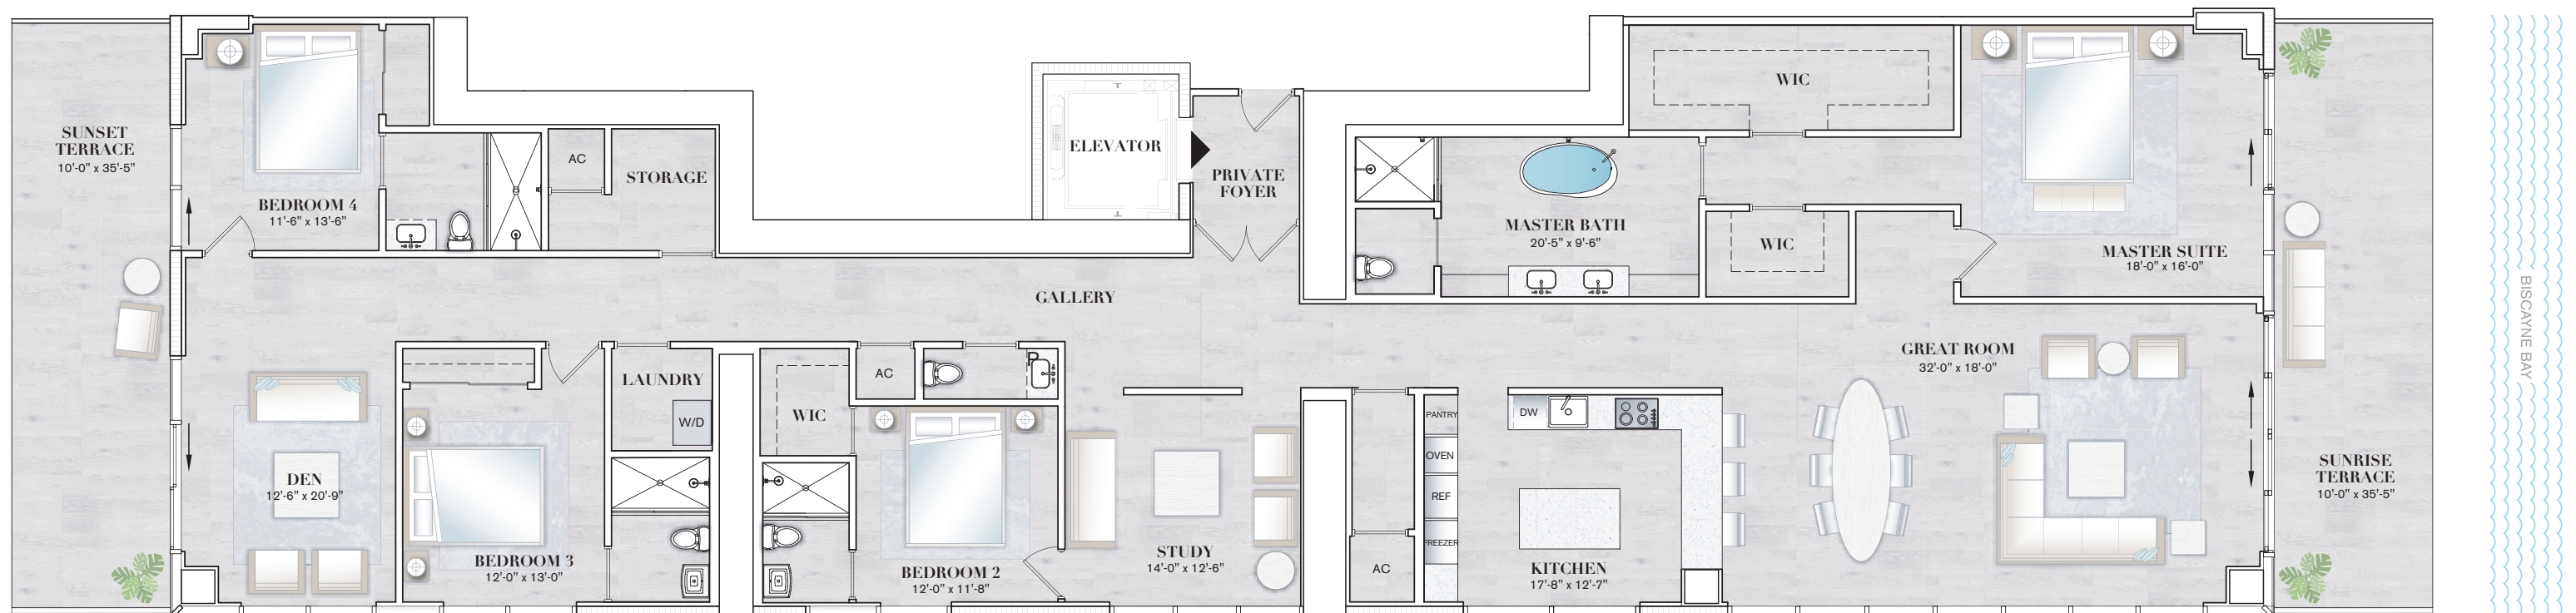 SUNSET
TERRACE
10'-0" x 35'-5"
BEDROOM 4
11'-6" x 13'-6"
AC
STORAGE
ELEVATOR
PRIVATE
FOYER
WIC
MASTER BATH
20'-5" x 9'-6"
WIC
MASTER SUITE
18'-0" x 16'-0"
GALLERY
BISCAYNE BAY
GREAT ROOM
32'-0" x 18'-0"
LAUNDRY
W/D
WIC
AC
PANTRY
OVEN
REF
FREEZER
DW
DEN
12'-6" x 20'-9"
BEDROOM 3
12'-0" x 13'-0"
BEDROOM 2
12'-0" x 11'-8"
STUDY
14'-0" x 12'-6"
AC
KITCHEN
17'-8" x 12'-7"
SUNRISE
TERRACE
10'-0" x 35'-5"